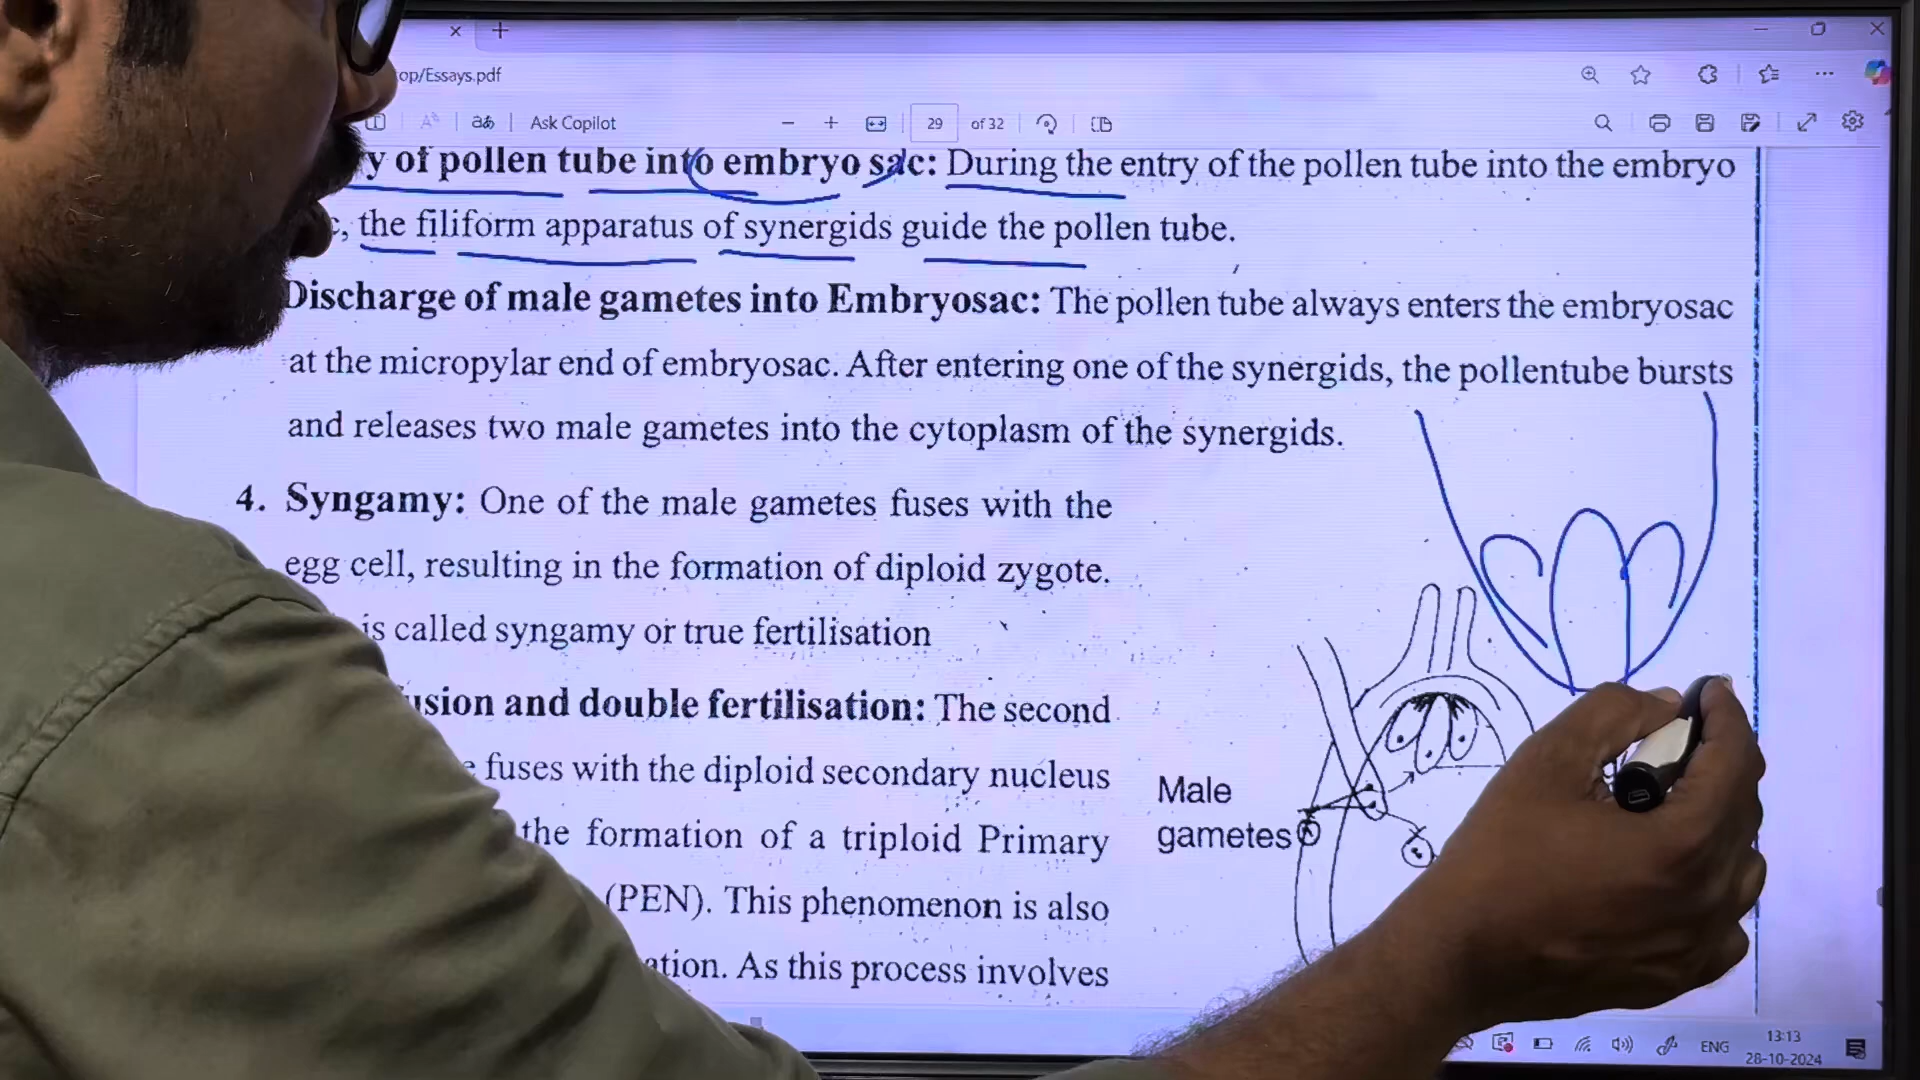 op/Essays.pdf
Ask Copilot
29 of 32
y of pollen tube into embryo sac: During the entry of the pollen tube into the embryo
, the filiform apparatus of synergids guide the pollen tube.
Discharge of male gametes into Embryosac: The pollen tube always enters the embryosac
at the micropylar end of embryosac. After entering one of the synergids, the pollentube bursts
and releases two male gametes into the cytoplasm of the synergids.
4. Syngamy: One of the male gametes fuses with the
egg cell, resulting in the formation of diploid zygote.
is called syngamy or true fertilisation
usion and double fertilisation: The second
fuses with the diploid secondary nucleus
the formation of a triploid Primary
(PEN). This phenomenon is also
ation. As this process involves
Male
gametes
ENG
13:13
28-10-2024